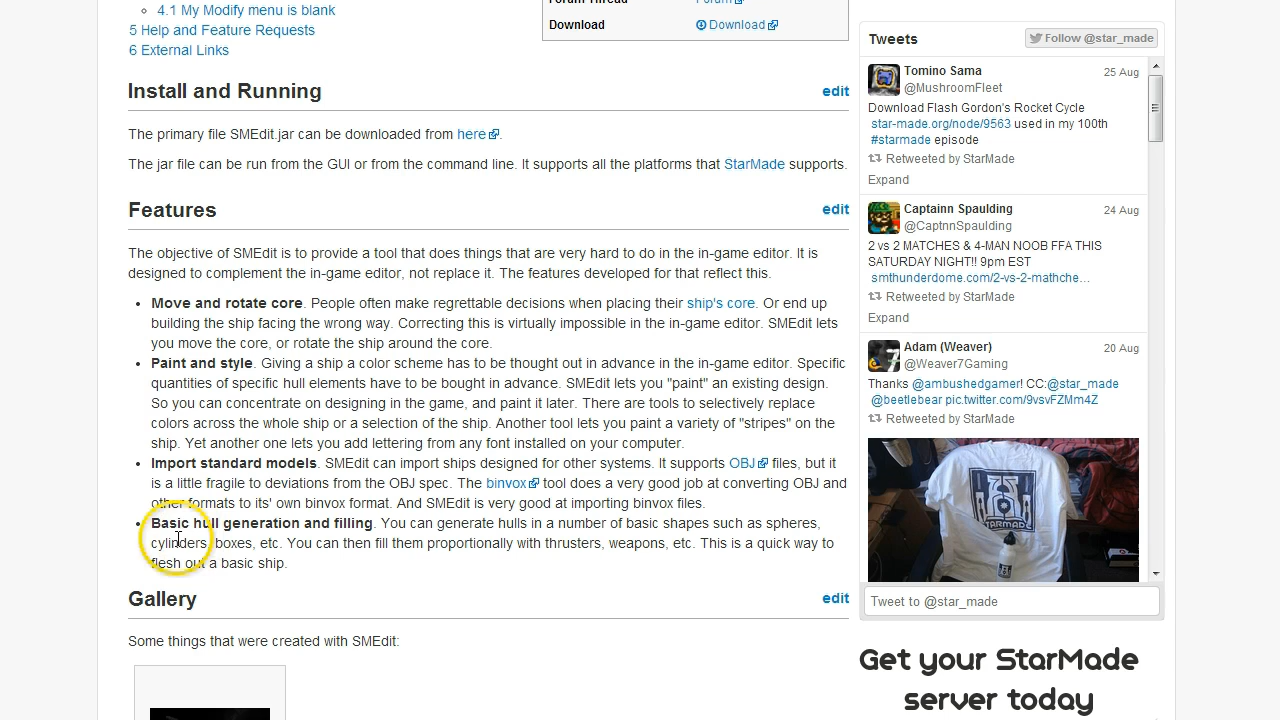 4.1 My Modify menu is blank
5 Help and Feature Requests
6 External Links
Download
Download
Install and Running
edit
The primary file SMEdit.jar can be downloaded from here.
The jar file can be run from the GUI or from the command line. It supports all the platforms that StarMade supports.
Features
edit
The objective of SMEdit is to provide a tool that does things that are very hard to do in the in-game editor. It is
designed to complement the in-game editor, not replace it. The features developed for that reflect this.
Move and rotate core. People often make regrettable decisions when placing their ship's core. Or end up
building the ship facing the wrong way. Correcting this is virtually impossible in the in-game editor. SMEdit lets
you move the core, or rotate the ship around the core.
Paint and style. Giving a ship a color scheme has to be thought out in advance in the in-game editor. Specific
quantities of specific hull elements have to be bought in advance. SMEdit lets you "paint" an existing design.
So you can concentrate on designing in the game, and paint it later. There are tools to selectively replace
colors across the whole ship or a selection of the ship. Another tool lets you paint a variety of "stripes" on the
ship. Yet another one lets you add lettering from any font installed on your computer.
Import standard models. SMEdit can import ships designed for other systems. It supports OBJ files, but it
is a little fragile to deviations from the OBJ spec. The binvox tool does a very good job at converting OBJ and
other formats to its' own binvox format. And SMEdit is very good at importing binvox files.
Basic hull generation and filling. You can generate hulls in a number of basic shapes such as spheres,
cylinders boxes, etc. You can then fill them proportionally with thrusters, weapons, etc. This is a quick way to
flesh out a basic ship.
Gallery
edit
Some things that were created with SMEdit:
Tweets
Follow @star_made
Tomino Sama
25 Aug
@MushroomFleet
Download Flash Gordon's Rocket Cycle
star-made.org/node/9563 used in my 100th
#starmade episode
Retweeted by StarMade
Expand
Captainn Spaulding
24 Aug
@CaptnnSpaulding
2 vs 2 MATCHES & 4-MAN NOOB FFA THIS
SATURDAY NIGHT!! 9pm EST
smthunderdome.com/2-vs-2-mathche…
Retweeted by StarMade
Expand
Adam (Weaver)
20 Aug
@Weaver7Gaming
Thanks @ambushedgamer! CC:@star_made
@beetlebear pic.twitter.com/9vsvFZMm4Z
Retweeted by StarMade
STARMADE
Tweet to @star_made
Get your StarMade
server today